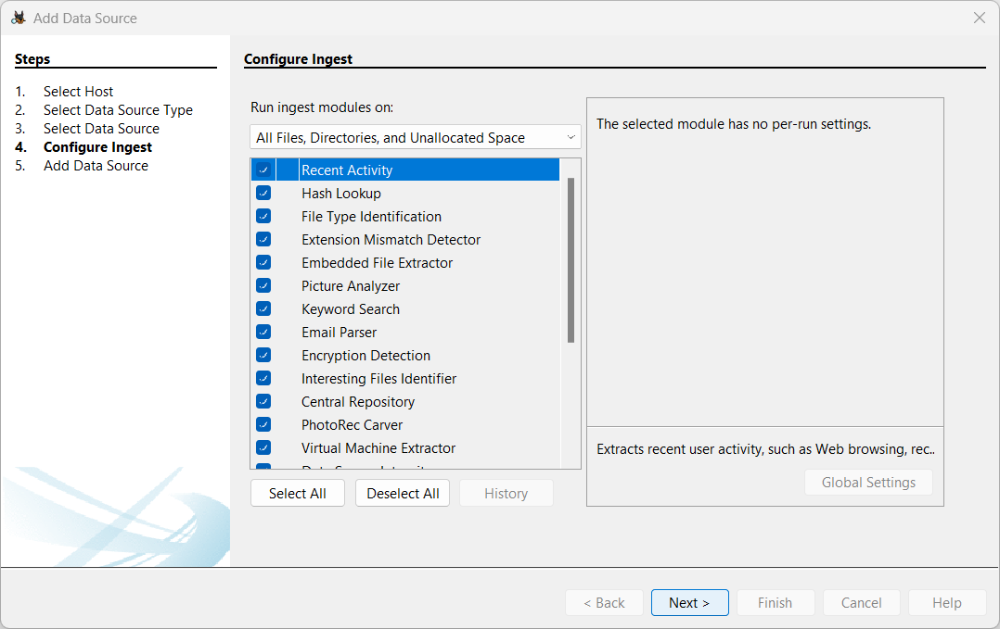 Add Data Source
Steps
1. Select Host
2. Select Data Source Type
3. Select Data Source
4. Configure Ingest
5. Add Data Source
Configure Ingest
Run ingest modules on:
All Files, Directories, and Unallocated Space
Recent Activity
Hash Lookup
File Type Identification
Extension Mismatch Detector
Embedded File Extractor
Picture Analyzer
Keyword Search
Email Parser
Encryption Detection
Interesting Files Identifier
Central Repository
PhotoRec Carver
Virtual Machine Extractor
Select All
Deselect All
History
The selected module has no per-run settings.
Extracts recent user activity, such as Web browsing, rec..
Global Settings
< Back
Next >
Finish
Cancel
Help